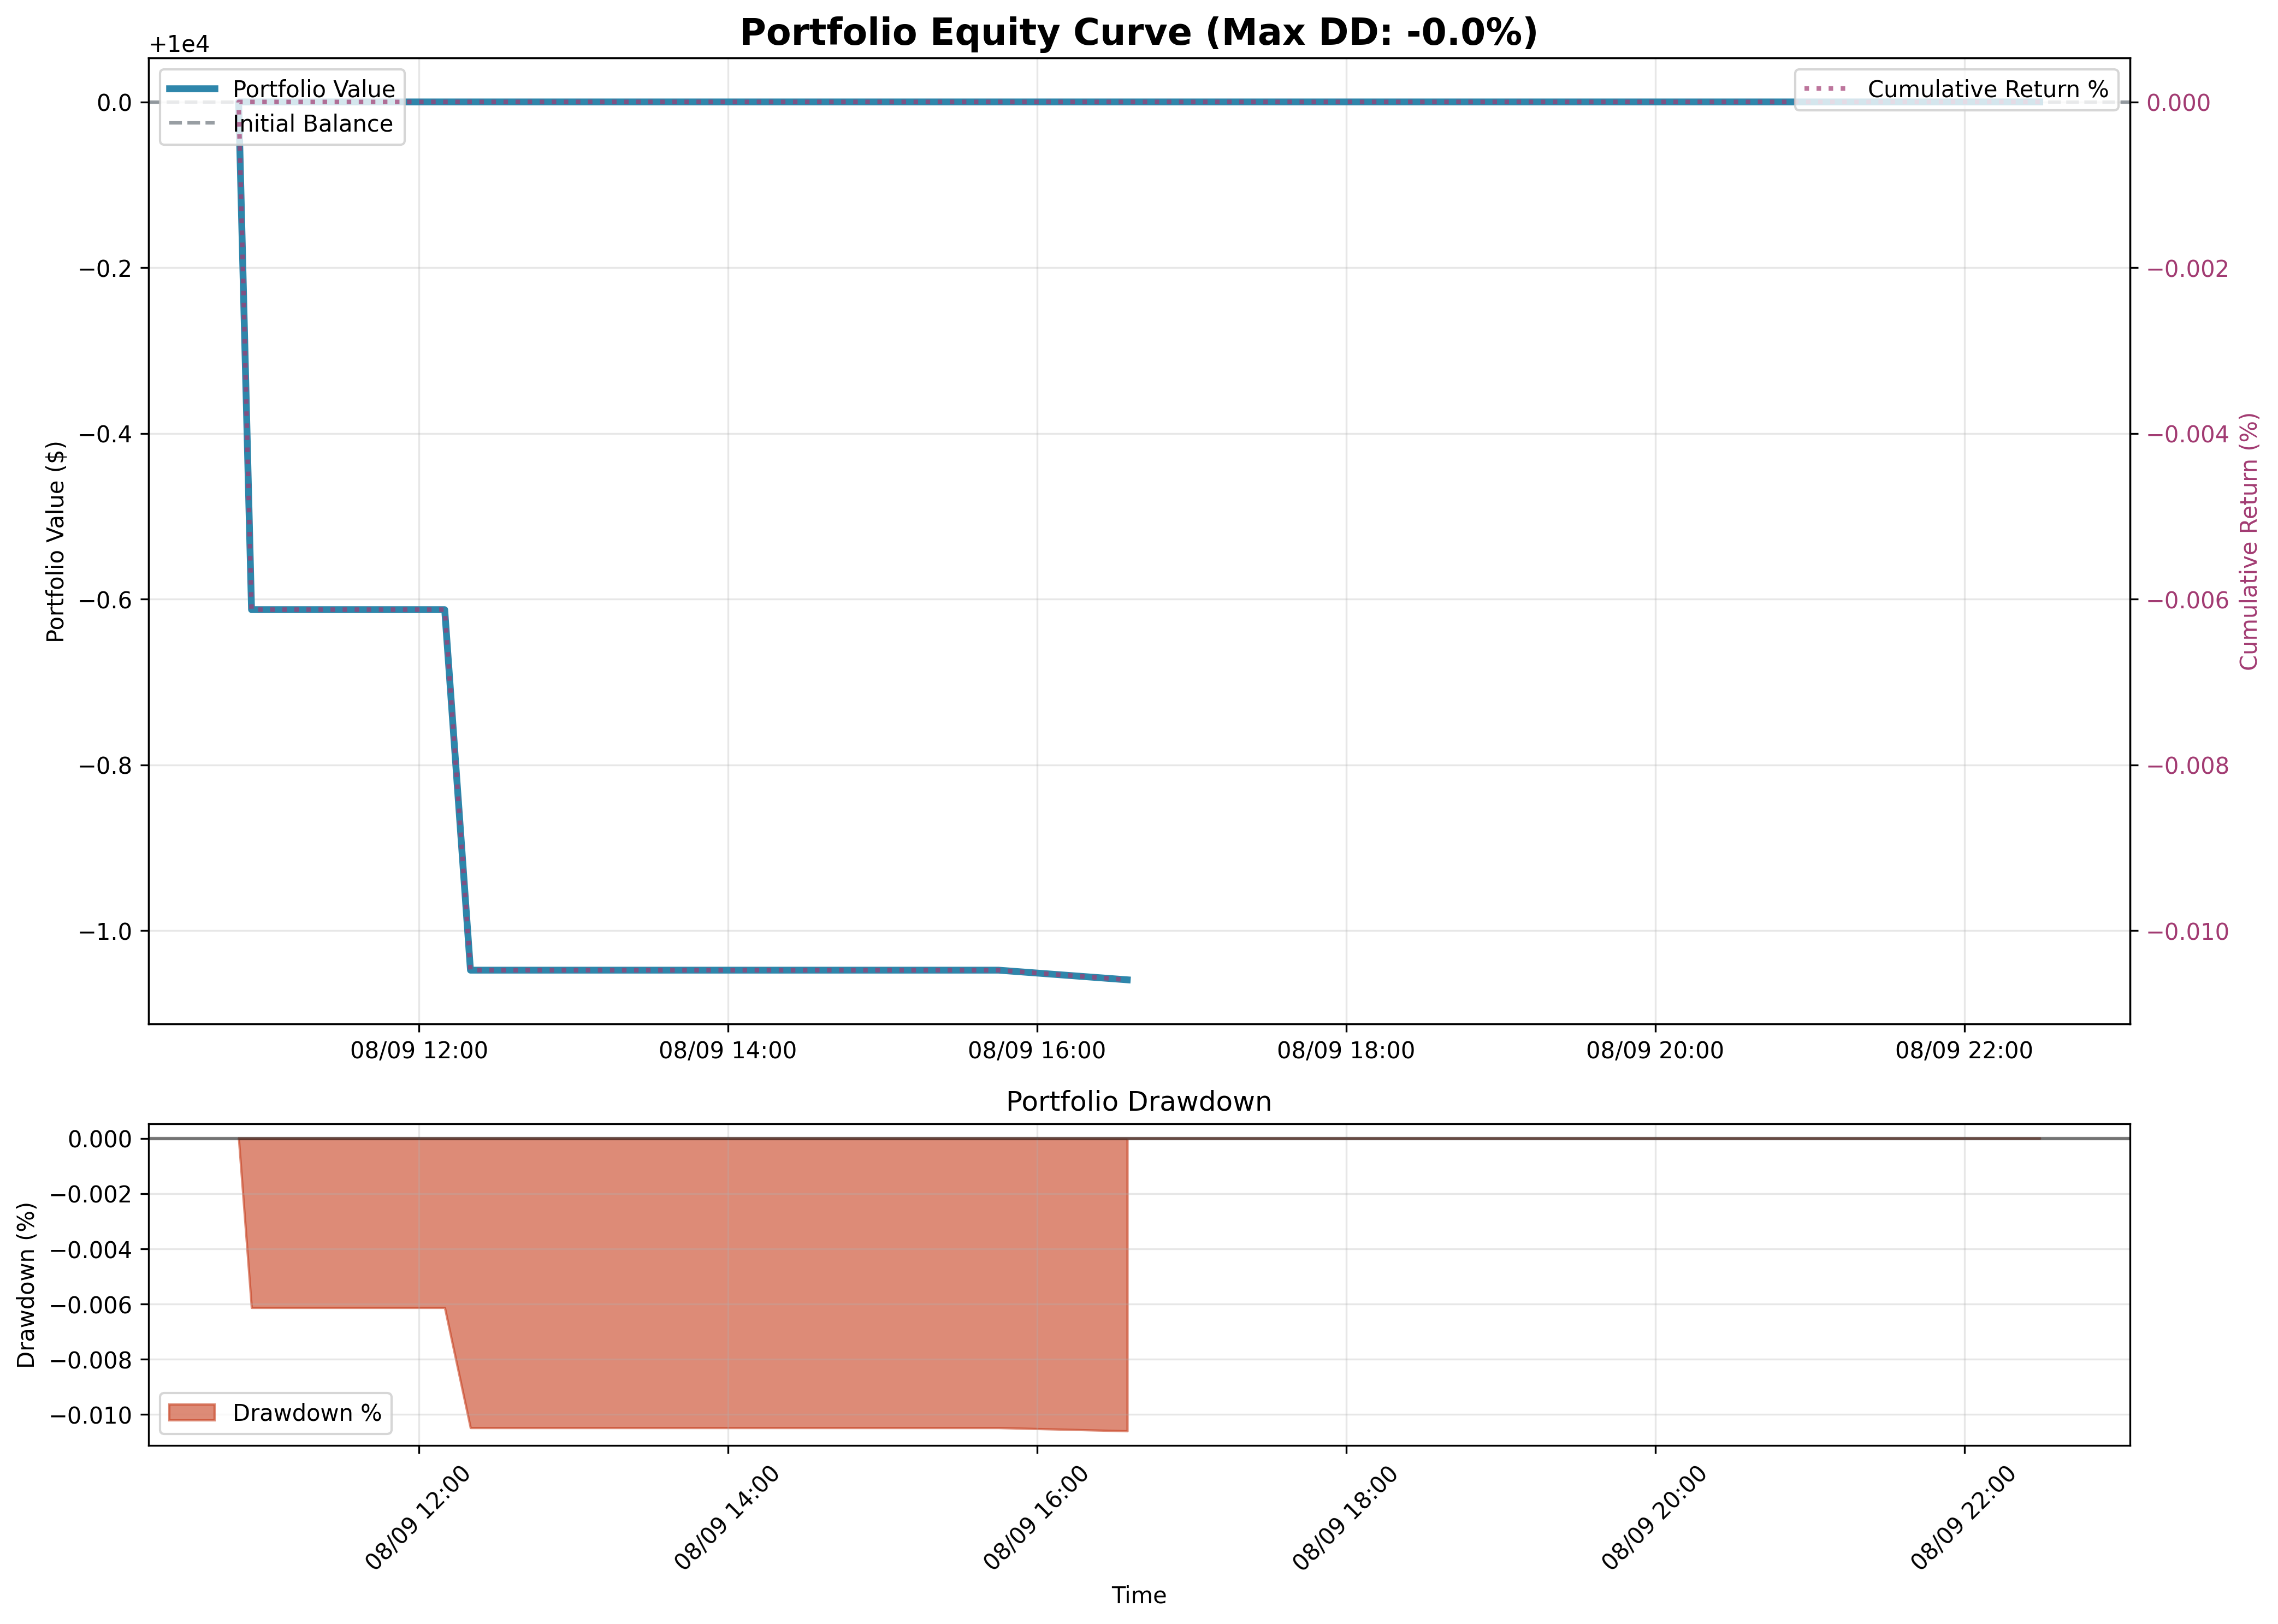 Portfolio Equity Curve (Max DD: -0.0%)
+1e4
Portfolio Value
Initial Balance
Cumulative Return %
0.0
−0.2
−0.4
−0.6
−0.8
−1.0
Portfolio Value ($)
0.000
−0.002
−0.004
−0.006
−0.008
−0.010
Cumulative Return (%)
08/09 12:00
08/09 14:00
08/09 16:00
08/09 18:00
08/09 20:00
08/09 22:00
Portfolio Drawdown
0.000
−0.002
−0.004
−0.006
−0.008
−0.010
Drawdown (%)
Drawdown %
08/09 12:00
08/09 14:00
08/09 16:00
08/09 18:00
08/09 20:00
08/09 22:00
Time